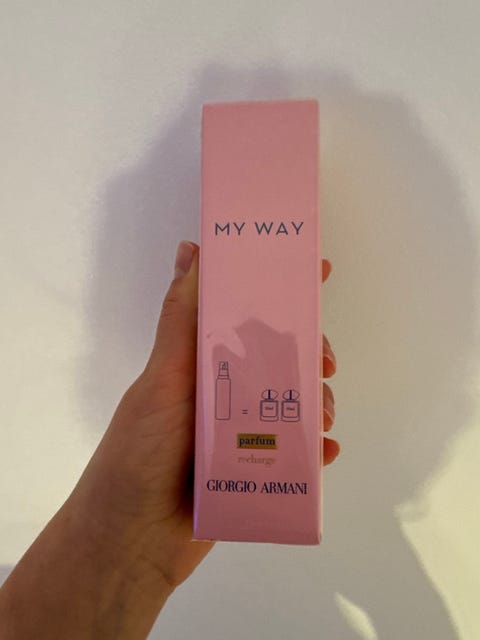 MY WAY
=
parfum
recharge
GIORGIO ARMANI